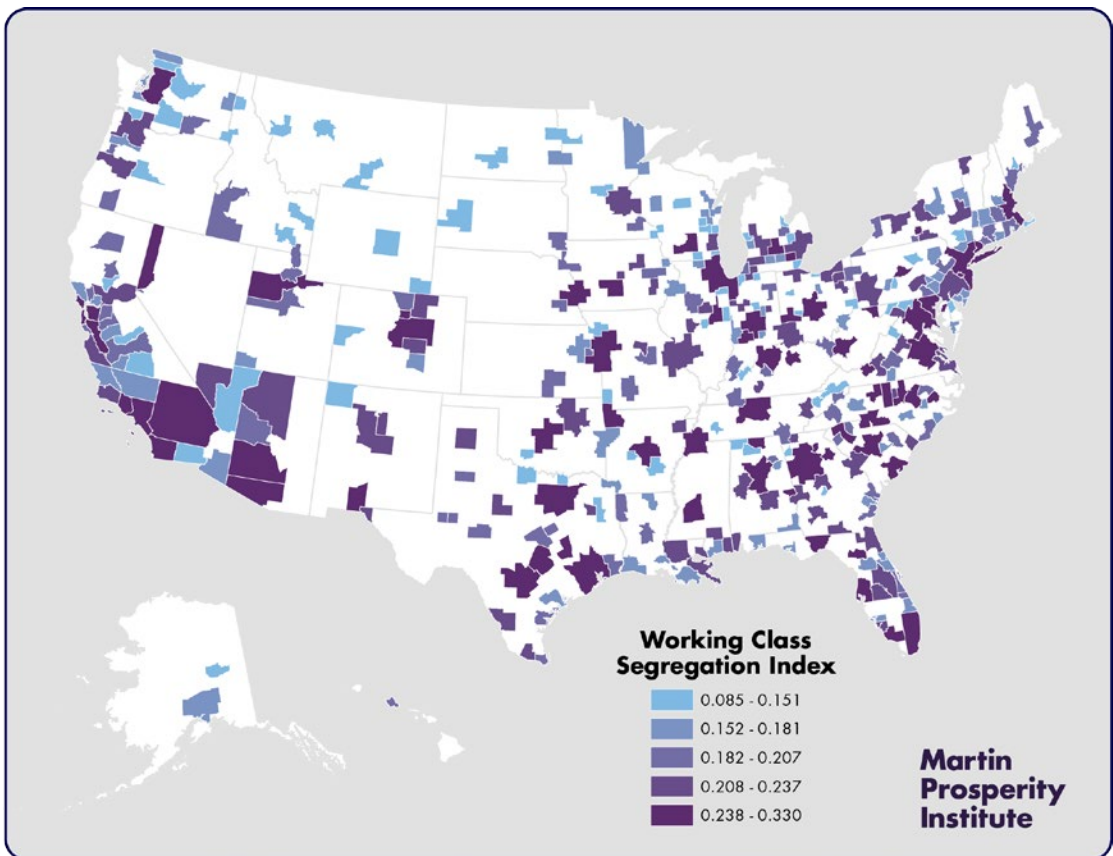 Working Class
Segregation Index
0.085 - 0.151
0.152 - 0.181
0.182 - 0.207
0.208 - 0.237
0.238 - 0.330
Martin
Prosperity
Institute